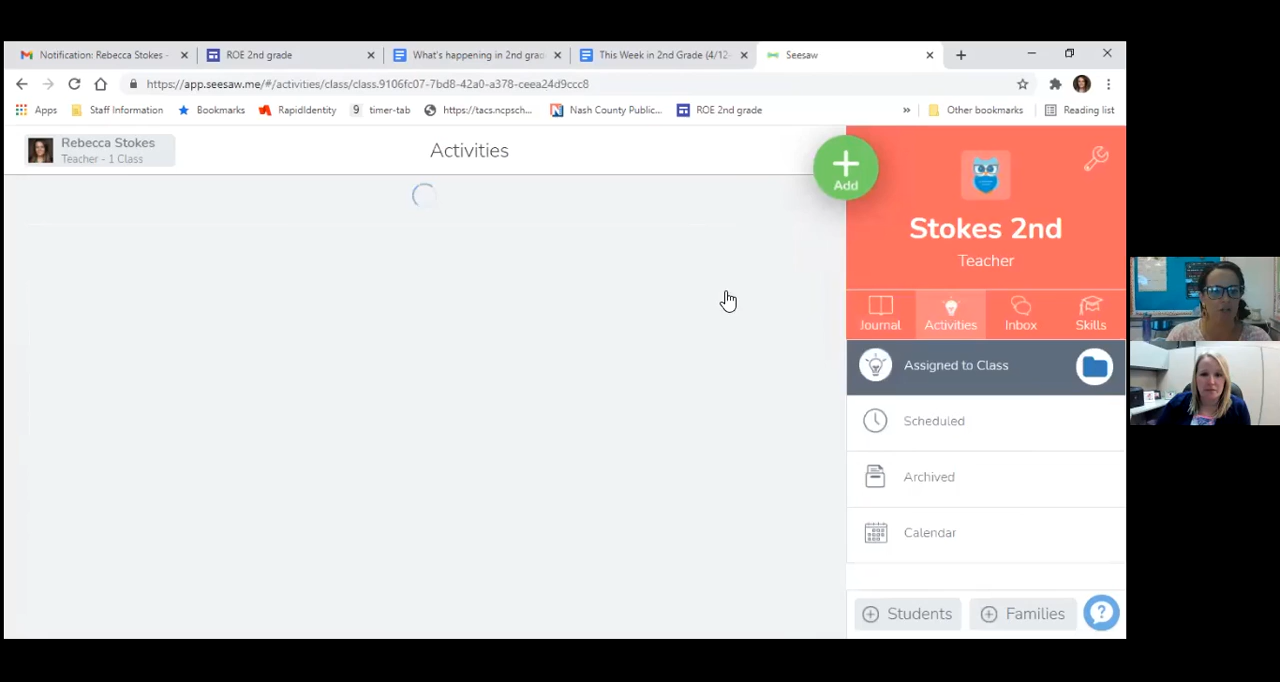 Notification: Rebecca Stokes -
ROE 2nd grade
What's happening in 2nd grad
This Week in 2nd Grade (4/12-
Seesaw
https://app.seesaw.me/#/activities/class/class.9106fc07-7bd8-42a0-a378-ceea24d9ccc8
Apps
Staff Information
Bookmarks
RapidIdentity
9 timer-tab
https://tacs.ncpsch...
Nash County Public...
ROE 2nd grade
»
Other bookmarks
Reading list
Rebecca Stokes
Teacher - 1 Class
Activities
Add
Stokes 2nd
Teacher
Journal
Activities
Inbox
Skills
Assigned to Class
Scheduled
Archived
Calendar
Students
Families
?